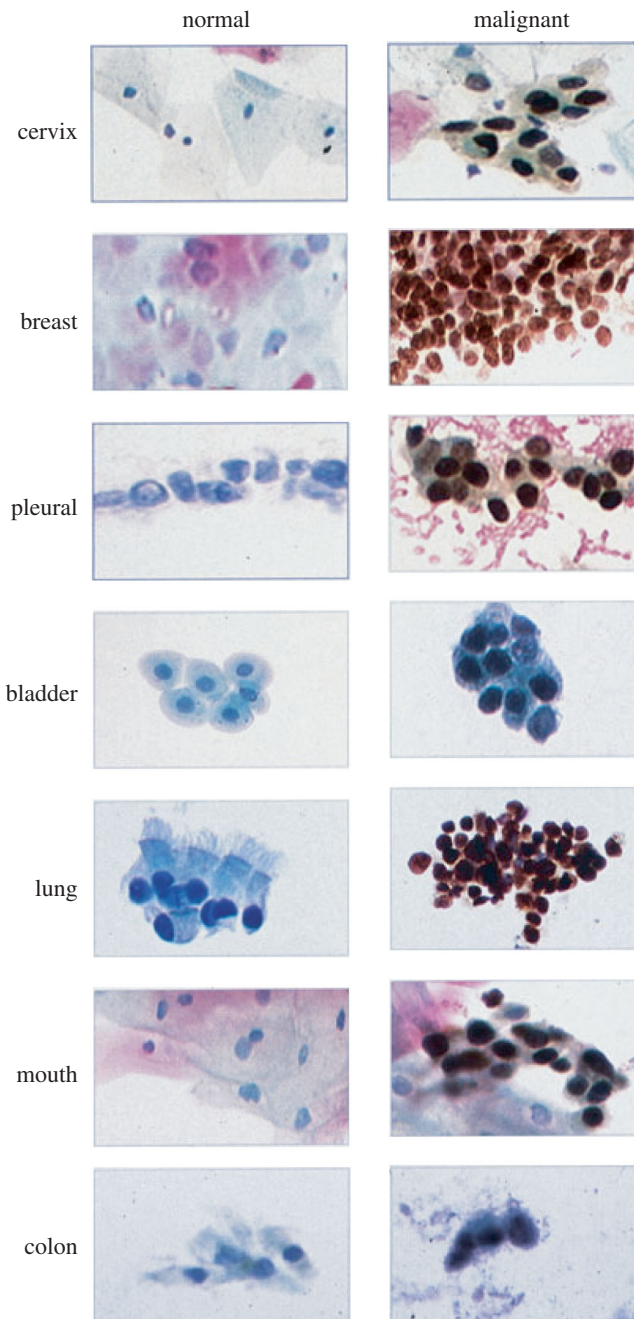 normal malignant
cervix
breast
pleural
bladder
lung
mouth
colon